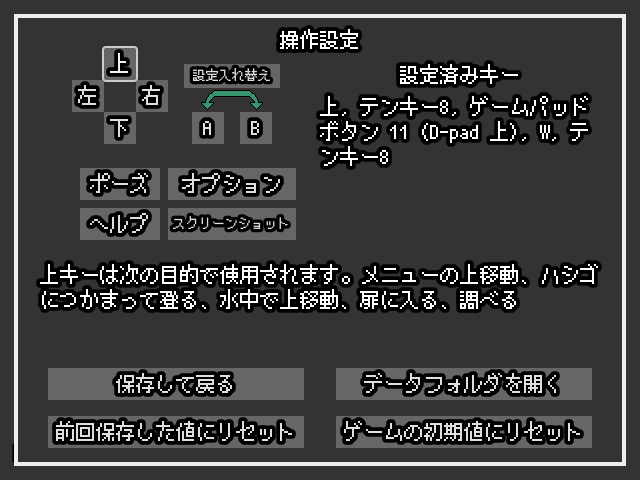 操作設定
上
左
右
下
設定入れ替え
A
B
ポーズ
オプション
ヘルプ
スクリーンショット
設定済みキー
上, テンキー8, ゲームパッド
ボタン 11 (D-pad 上), W, テ
ンキー8
上キーは次の目的で使用されます。メニューの上移動、ハシゴ
につかまって登る、水中で上移動、扉に入る、調べる
保存して戻る
データフォルダを開く
前回保存した値にリセット
ゲームの初期値にリセット